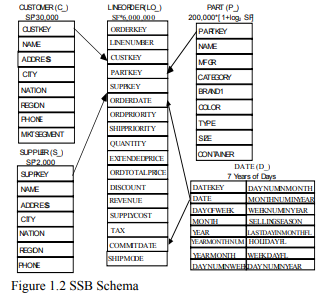 CUSTOMER (C_)
SF*30,000
CUSTKEY
NAME
ADDRESS
CITY
NATION
REGION
PHONE
MKTSEGMENT
SUPPLIER (S_)
SF*2,000
SUPPKEY
NAME
ADDRESS
CITY
NATION
REGION
PHONE
LINEORDER(LO_)
SF*6,000,000
ORDERKEY
LINENUMBER
CUSTKEY
PARTKEY
SUPPKEY
ORDERDATE
ORDPRIORITY
SHIPPRIORITY
QUANTITY
EXTENDEDPRICE
ORDTOTALPRICE
DISCOUNT
REVENUE
SUPPLYCOST
TAX
COMMITDATE
SHIPMODE
PART (P_)
200,000*[1+log₂ SF]
PARTKEY
NAME
MFGR
CATEGORY
BRAND1
COLOR
TYPE
SIZE
CONTAINER
DATE (D_)
7 Years of Days
DATEKEY DAYNUMINMONTH
DATE MONTHNUMINYEAR
DAYOFWEEK WEEKNUMINYEAR
MONTH SELLINGSEASON
YEAR LASTDAYINMONTHFL
YEARMONTHNUM HOLIDAYFL
YEARMONTH WEEKDAYFL
DAYNUMINWEEK DAYNUMINYEAR
Figure 1.2 SSB Schema